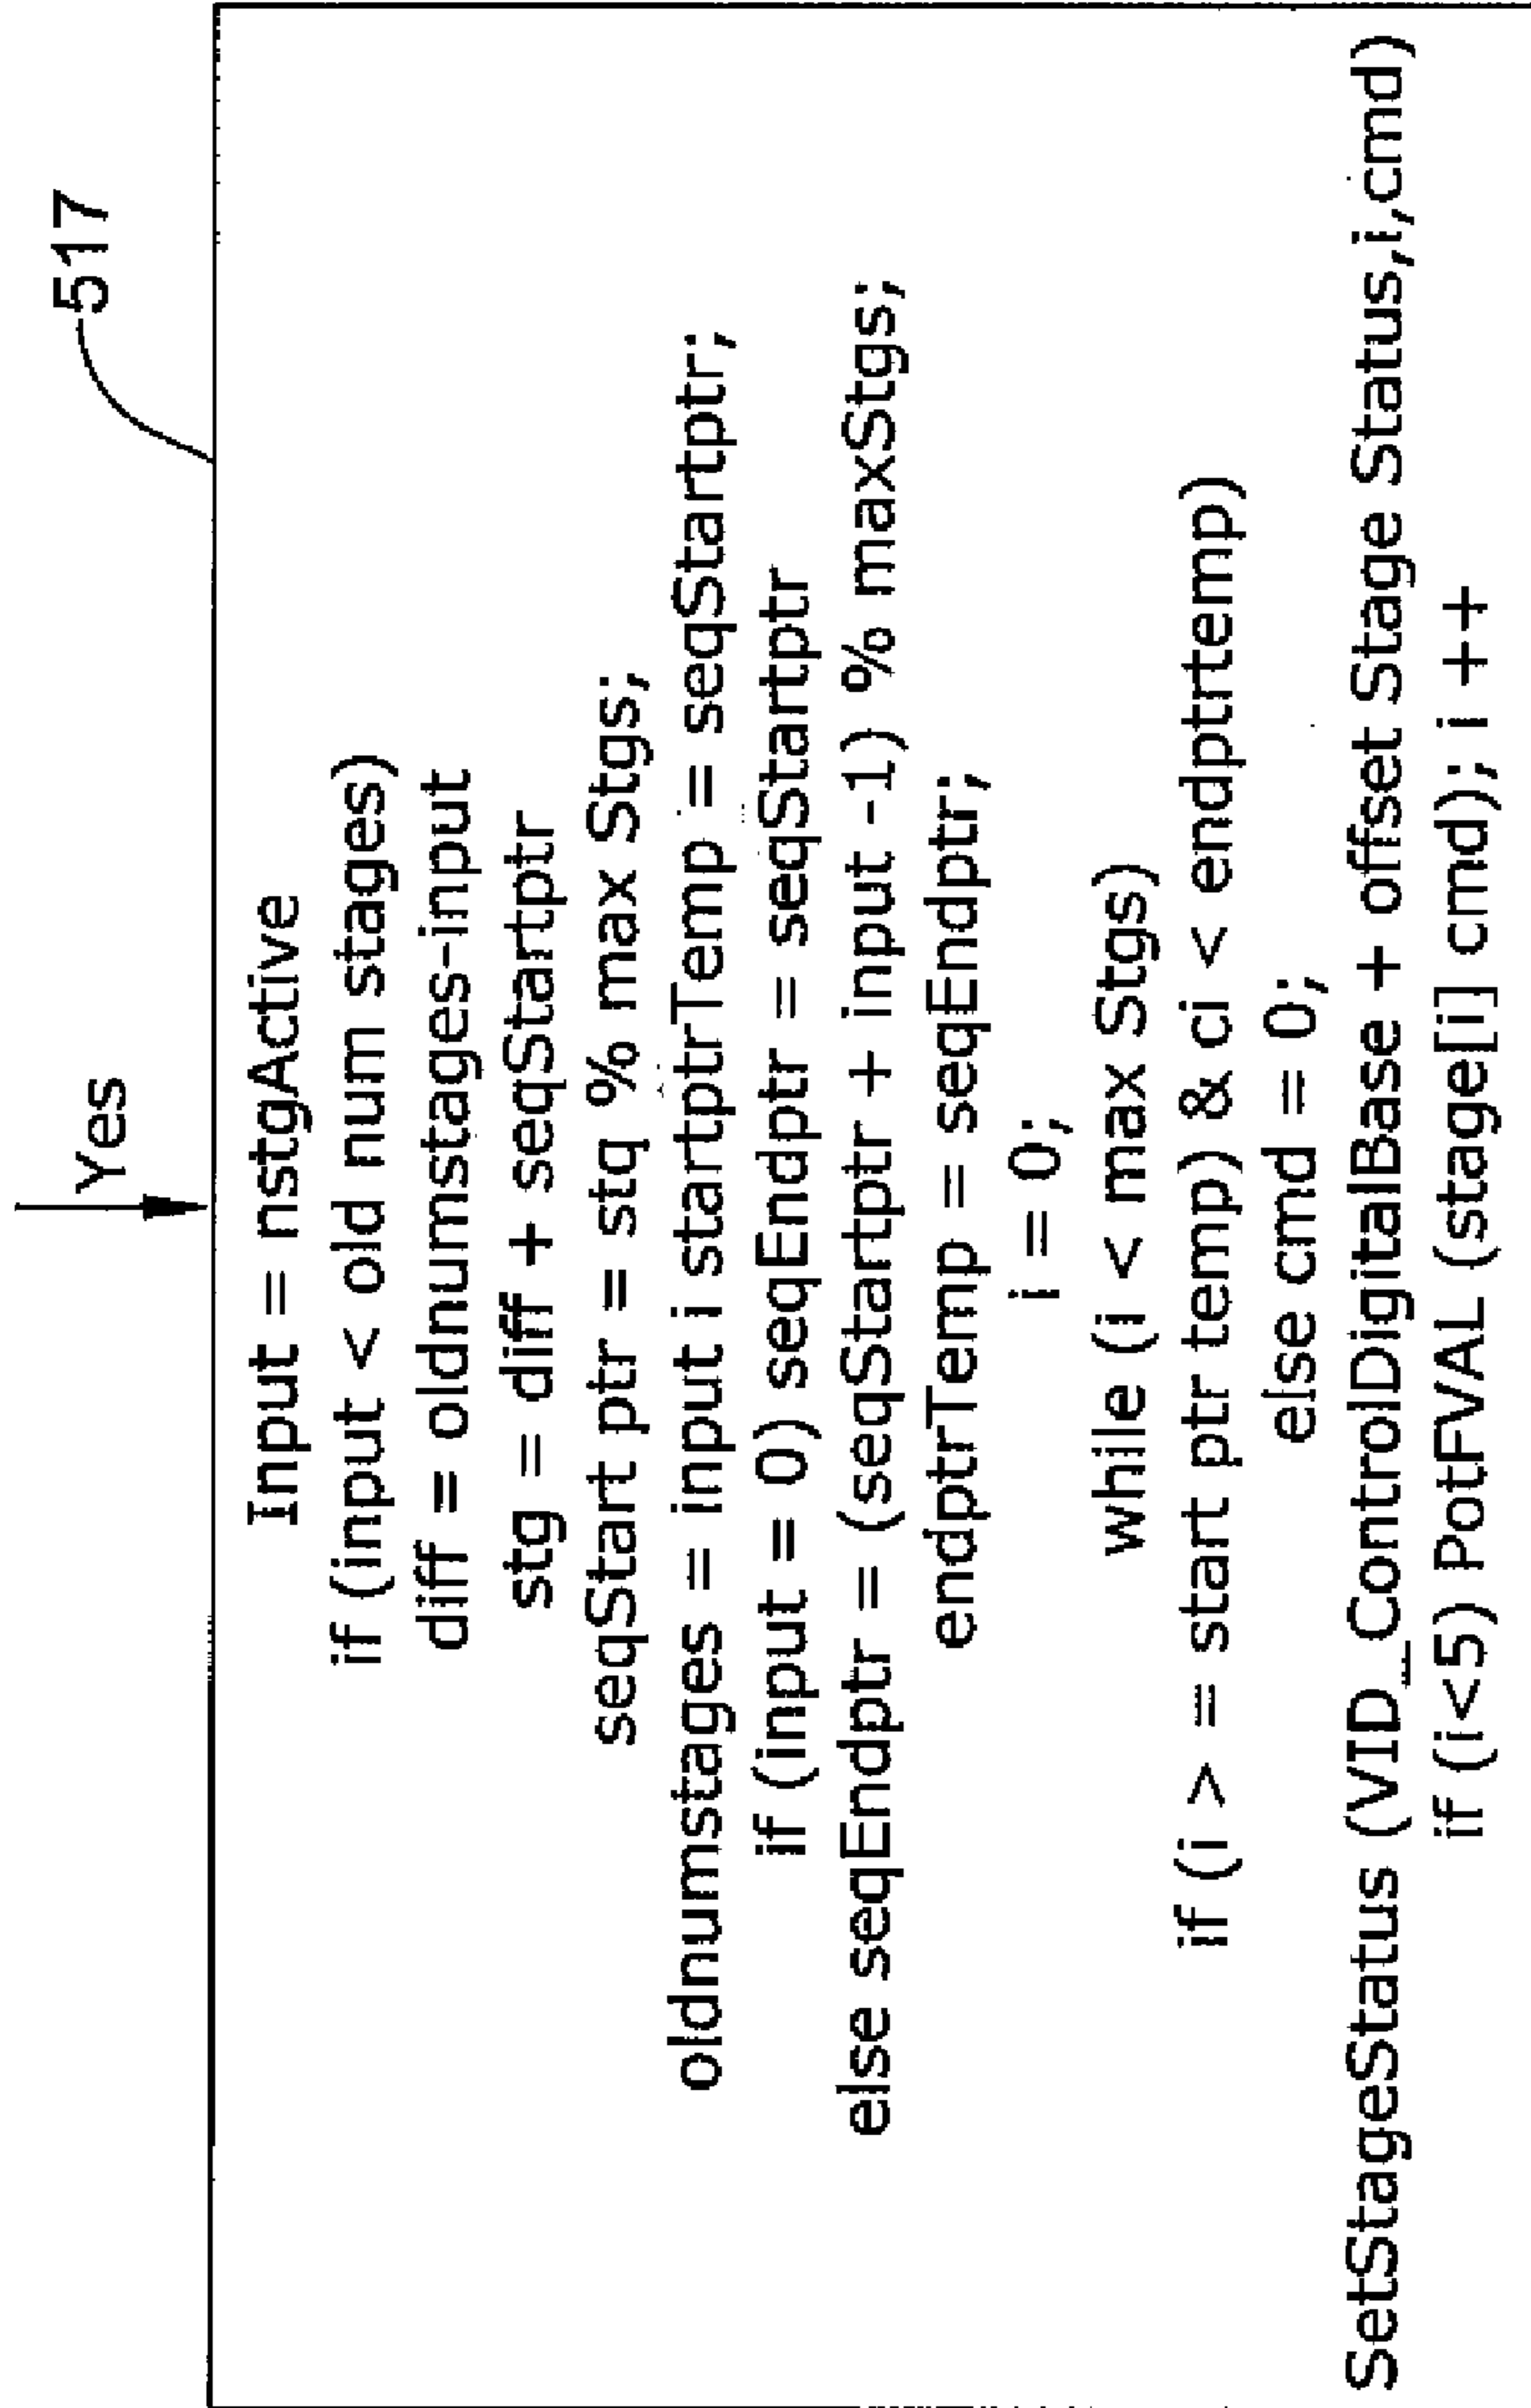 Yes
517
Input = nstgActive
if (input < old num stages)
diff = oldnumstages-input
stg = diff + seqStartptr
seqStart ptr = stg % max Stgs;
oldnumstages = input i startptrTemp = seqStartptr;
if (input = 0) seqEndptr = seqStartptr
else seqEndptr = (seqStartptr + input -1) % maxStgs;
endptrTemp = seqEndptr;
i = 0;
while (i < max Stgs)
if (i > = start ptr temp) & ci < endptrtemp)
else cmd = 0;
SetStageStatus (VID_ControlDigitalBase + offset Stage Status,i,cmd)
if (i<5) PotFVAL (stage[i] cmd); i ++